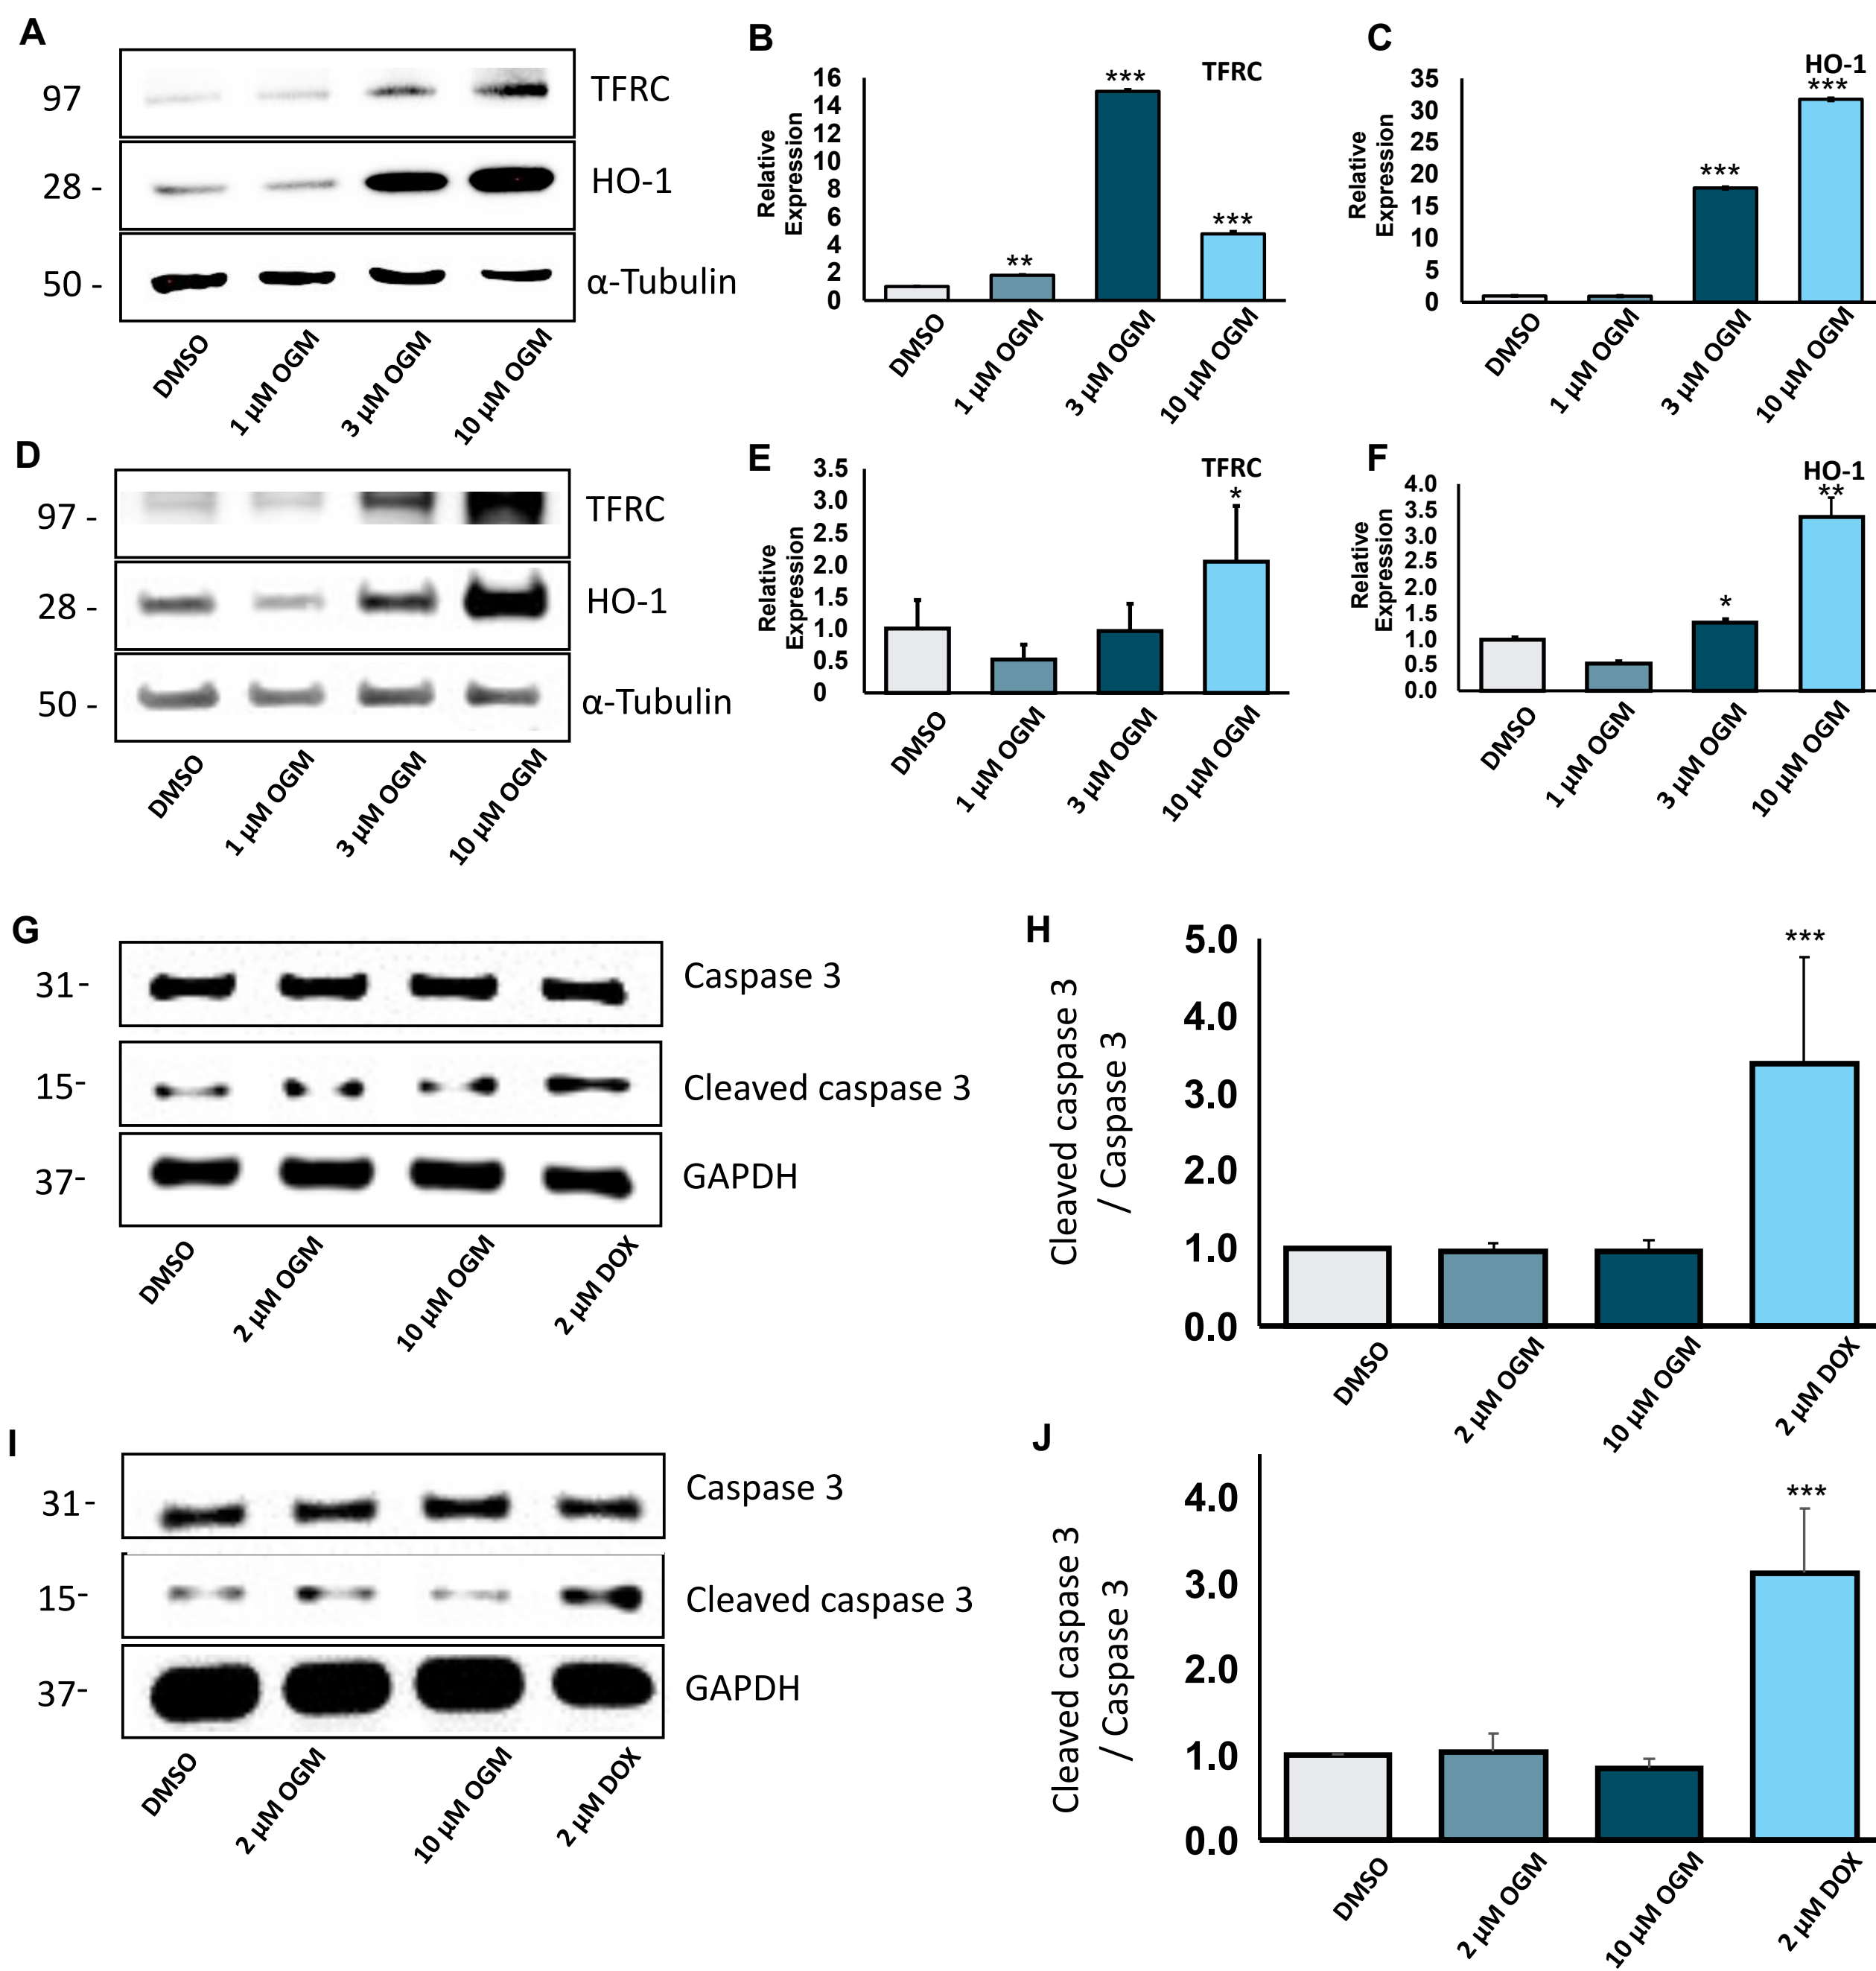 A
97
TFRC
28 -
HO-1
50 -
α-Tubulin
DMSO
1 µM OGM
3 µM OGM
10 µM OGM
B
TFRC
Relative
Expression
16
14
12
10
8
6
4
2
0
**
***
***
DMSO
1 µM OGM
3 µM OGM
10 µM OGM
C
HO-1
Relative
Expression
35
30
25
20
15
10
5
0
***
***
DMSO
1 µM OGM
3 µM OGM
10 µM OGM
D
97 -
TFRC
28 -
HO-1
50 -
α-Tubulin
DMSO
1 µM OGM
3 µM OGM
10 µM OGM
E
TFRC
Relative
Expression
3.5
3.0
2.5
2.0
1.5
1.0
0.5
0
*
DMSO
1 µM OGM
3 µM OGM
10 µM OGM
F
HO-1
Relative
Expression
4.0
3.5
3.0
2.5
2.0
1.5
1.0
0.5
0.0
*
**
DMSO
1 µM OGM
3 µM OGM
10 µM OGM
G
31-
Caspase 3
15-
Cleaved caspase 3
37-
GAPDH
DMSO
2 µM OGM
10 µM OGM
2 µM DOX
H
Cleaved caspase 3
/ Caspase 3
5.0
4.0
3.0
2.0
1.0
0.0
***
DMSO
2 µM OGM
10 µM OGM
2 µM DOX
I
31-
Caspase 3
15-
Cleaved caspase 3
37-
GAPDH
DMSO
2 µM OGM
10 µM OGM
2 µM DOX
J
Cleaved caspase 3
/ Caspase 3
4.0
3.0
2.0
1.0
0.0
***
DMSO
2 µM OGM
10 µM OGM
2 µM DOX